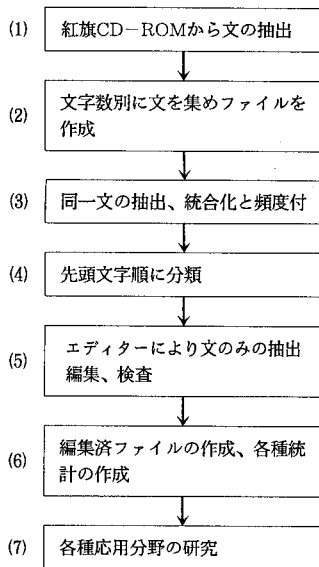 (1) 紅旗CD−ROMから文の抽出
(2) 文字数別に文を集めファイルを
作成
(3) 同一文の抽出、統合化と頻度付
(4) 先頭文字順に分類
(5) エディターにより文のみの抽出
編集、検査
(6) 編集済ファイルの作成、各種統
計の作成
(7) 各種応用分野の研究